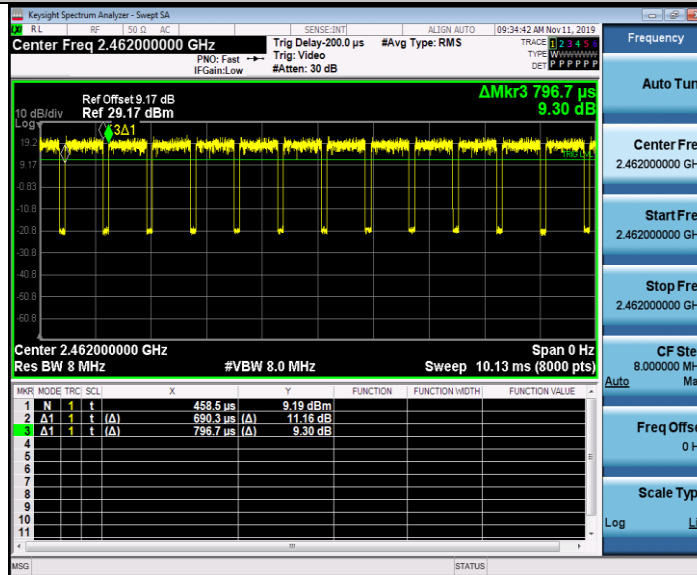 Keysight Spectrum Analyzer - Swept SA
RL RF 50 Ω AC SENSE:INT ALIGN AUTO 09:34:42 AM Nov 11, 2019
Center Freq 2.462000000 GHz
PNO: Fast
IFGain:Low
Trig Delay-200.0 µs
Trig: Video
#Atten: 30 dB
#Avg Type: RMS
TRACE 1 2 3 4 5 6
TYPE WWWWWW
DET P P P P P P
ΔMkr3 796.7 µs
9.30 dB
Ref Offset 9.17 dB
10 dB/div Ref 29.17 dBm
Log
3Δ1
TRIG LVL
19.2
9.17
-0.83
-10.8
-20.8
-30.8
-40.8
-50.8
-60.8
Center 2.462000000 GHz Span 0 Hz
Res BW 8 MHz #VBW 8.0 MHz Sweep 10.13 ms (8000 pts)
MKR MODE TRC SCL X Y FUNCTION FUNCTION WIDTH FUNCTION VALUE
1 N 1 t 458.5 µs 9.19 dBm
2 Δ1 1 t (Δ) 690.3 µs (Δ) 11.16 dB
3 Δ1 1 t (Δ) 796.7 µs (Δ) 9.30 dB
4
5
6
7
8
9
10
11
MSG STATUS
Frequency
Auto Tun
Center Fre
2.462000000 GH
Start Fre
2.462000000 GH
Stop Fre
2.462000000 GH
CF Ste
8.000000 MH
Auto Ma
Freq Offse
0 H
Scale Typ
Log Li